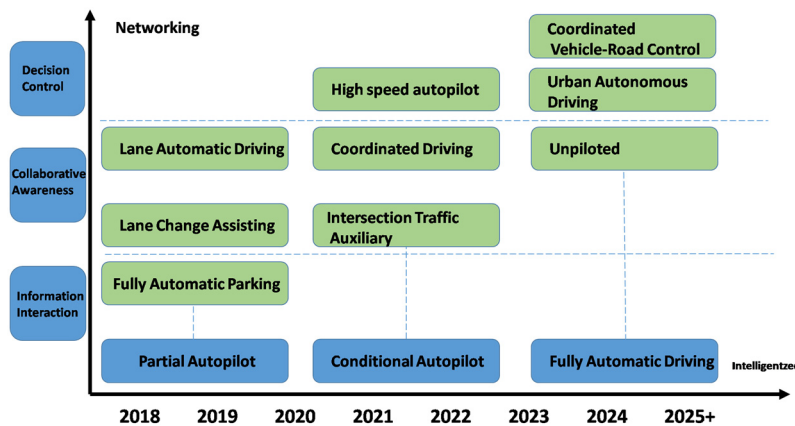 Networking
Coordinated
Vehicle-Road Control
Decision
Control
High speed autopilot
Urban Autonomous
Driving
Lane Automatic Driving
Coordinated Driving
Unpiloted
Collaborative
Awareness
Lane Change Assisting
Intersection Traffic
Auxiliary
Fully Automatic Parking
Information
Interaction
Partial Autopilot
Conditional Autopilot
Fully Automatic Driving
Intelligentzed
2018 2019 2020 2021 2022 2023 2024 2025+